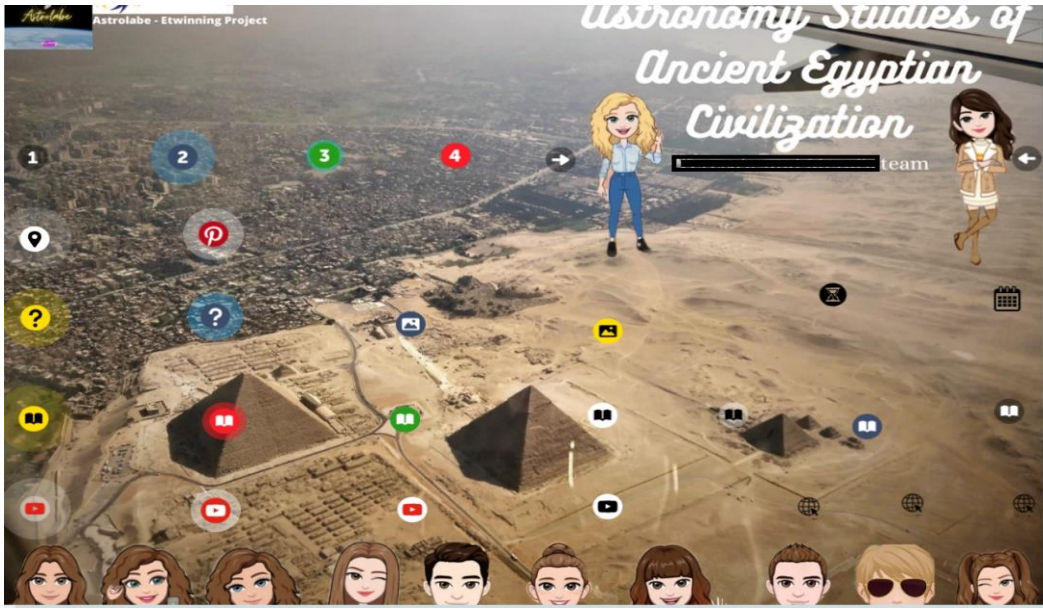 Astrolabe
Astrolabe - Etwinning Project
Astronomy Studies of
Ancient Egyptian
Civilization
team
1
2
3
4
?
?